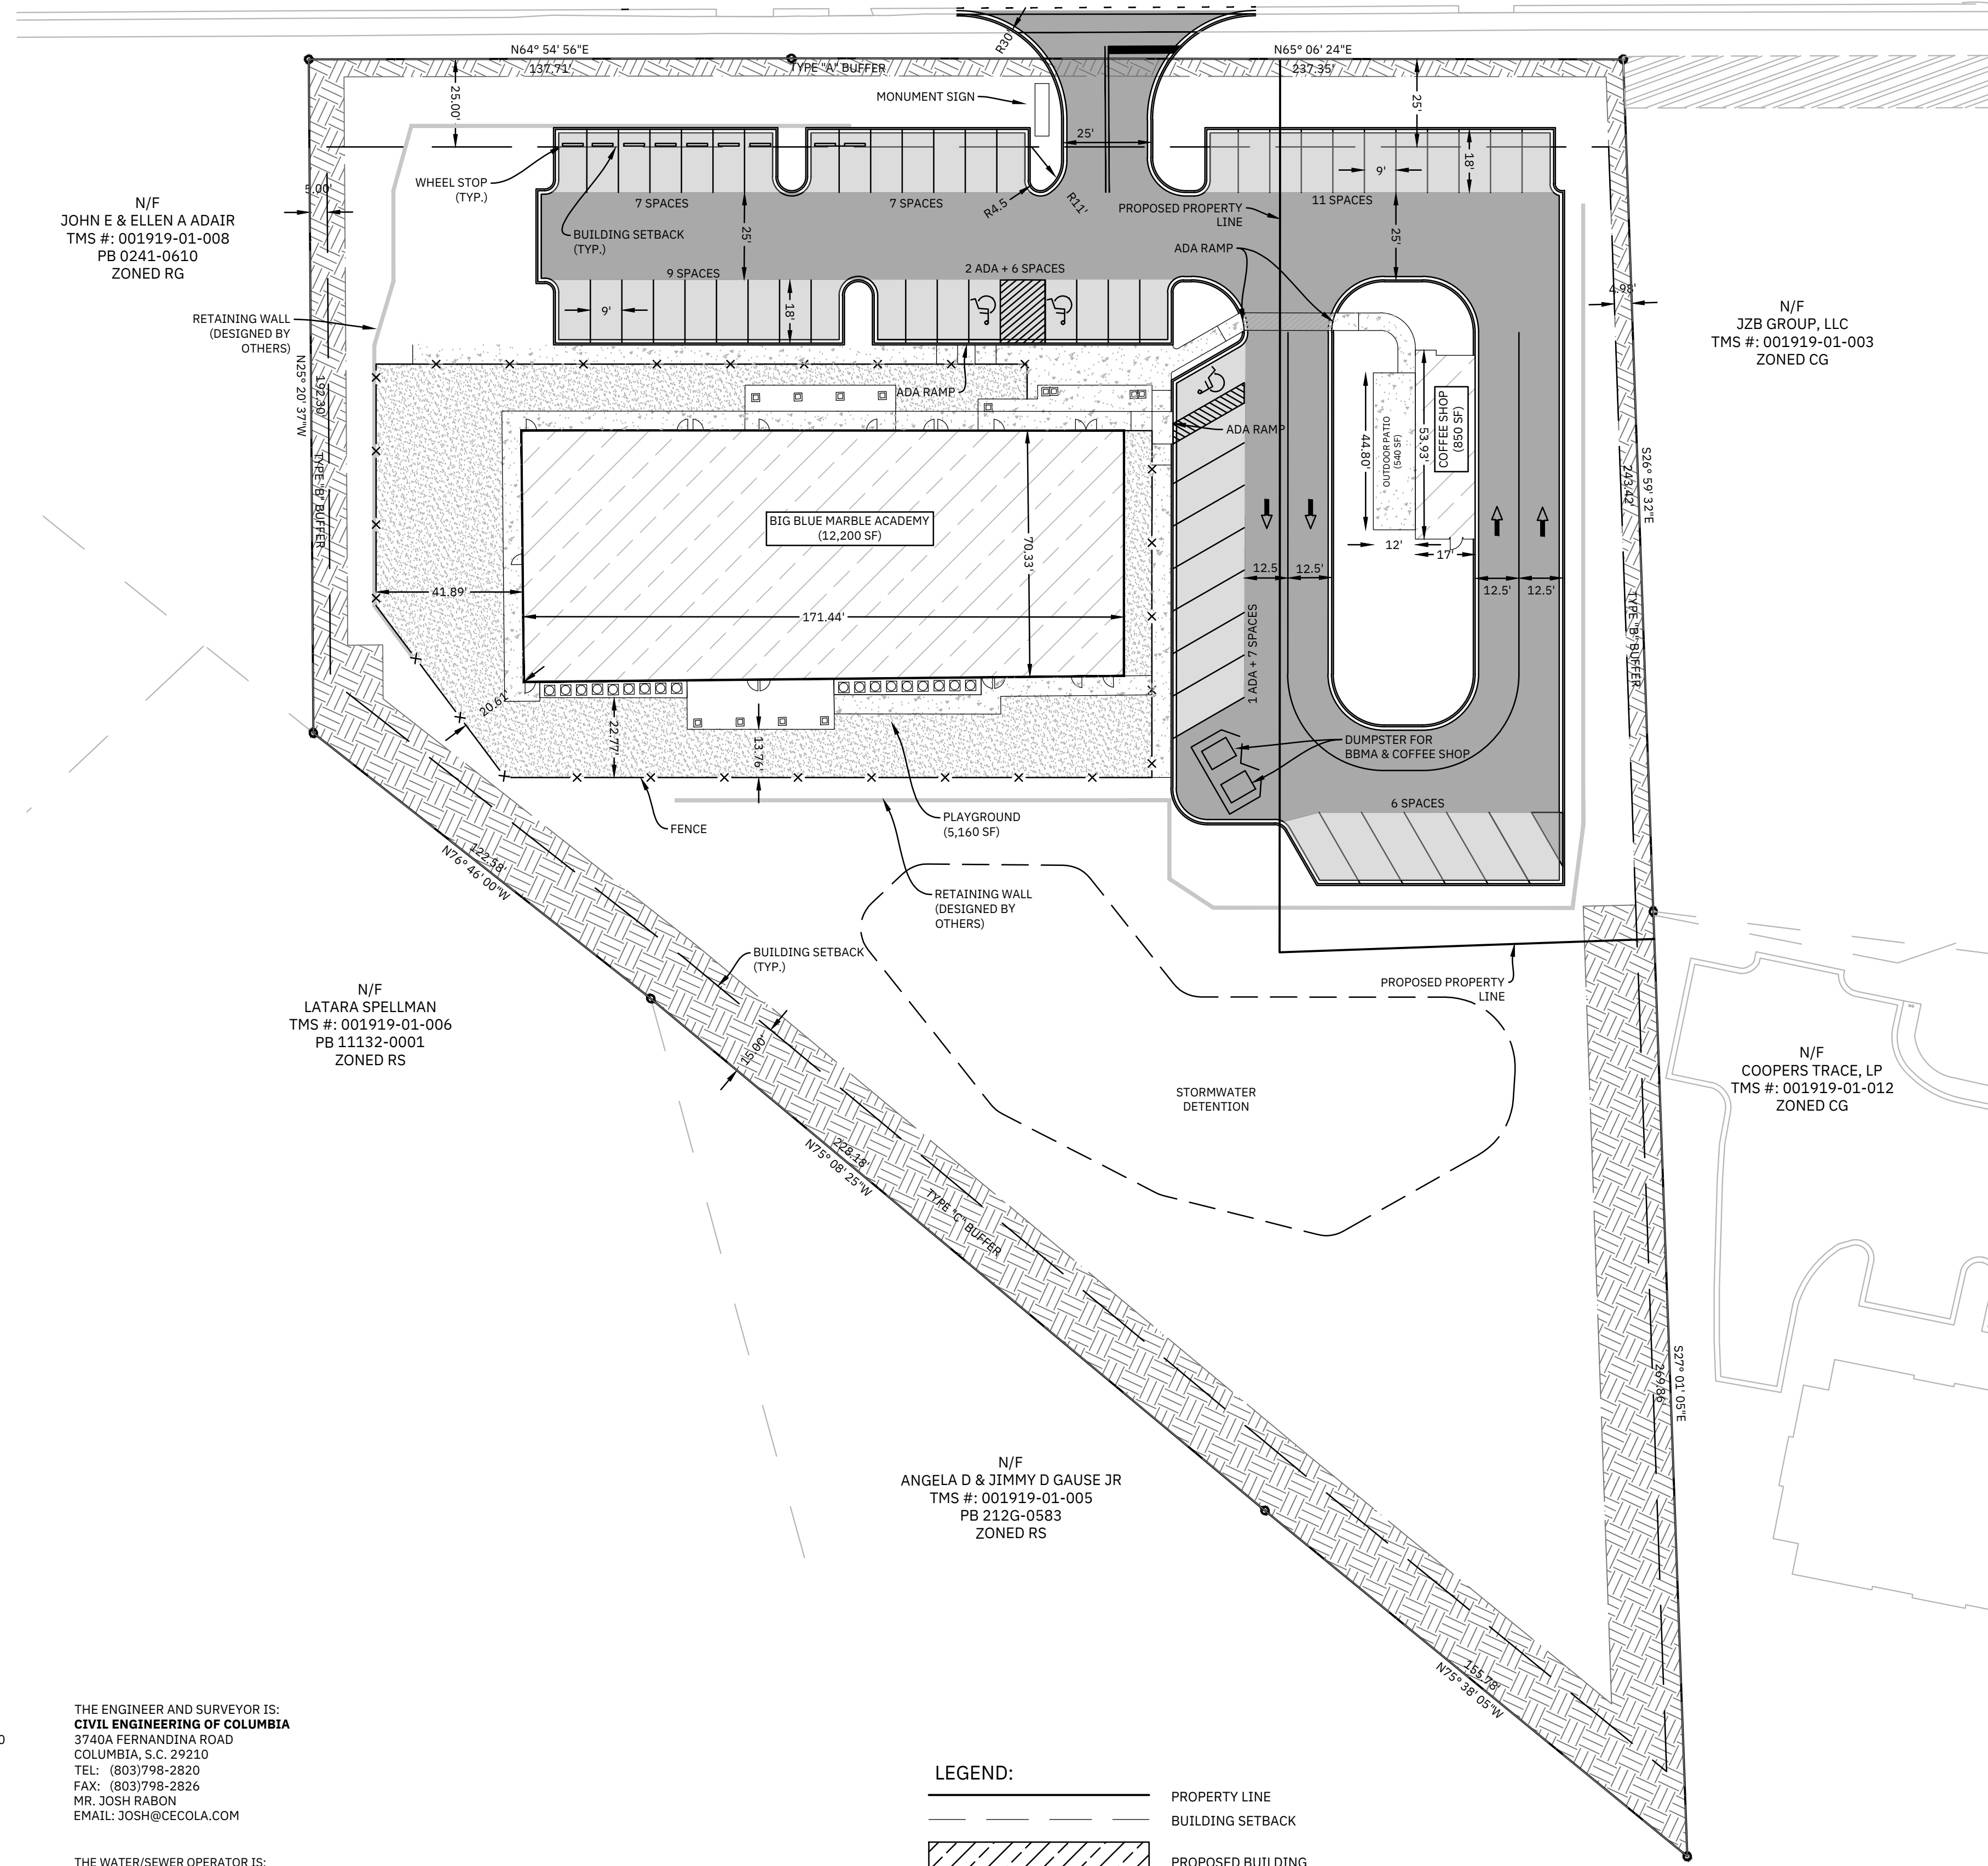 N64° 54' 56"E
137.71'
TYPE "A" BUFFER
N65° 06' 24"E
237.35'
R30'
25.00'
25'
MONUMENT SIGN
25'
WHEEL STOP
(TYP.)
5.00'
7 SPACES
7 SPACES
R4.5
R11'
11 SPACES
9'
18'
PROPOSED PROPERTY
LINE
BUILDING SETBACK
(TYP.)
25'
25'
ADA RAMP
9 SPACES
2 ADA + 6 SPACES
9'
18'
4.98'
N/F
JOHN E & ELLEN A ADAIR
TMS #: 001919-01-008
PB 0241-0610
ZONED RG
N/F
JZB GROUP, LLC
TMS #: 001919-01-003
ZONED CG
RETAINING WALL
(DESIGNED BY
OTHERS)
N25° 20' 37"W
192.30'
TYPE "B" BUFFER
ADA RAMP
ADA RAMP
44.80'
OUTDOOR PATIO
(540 SF)
53.93'
COFFEE SHOP
(850 SF)
S26° 59' 32"E
243.42'
TYPE "B" BUFFER
BIG BLUE MARBLE ACADEMY
(12,200 SF)
70.33'
12'
17'
12.5'
12.5'
12.5'
12.5'
41.89'
171.44'
1 ADA + 7 SPACES
20.61'
22.77'
13.76'
DUMPSTER FOR
BBMA & COFFEE SHOP
6 SPACES
FENCE
PLAYGROUND
(5,160 SF)
122.58'
N76° 46' 00"W
RETAINING WALL
(DESIGNED BY
OTHERS)
BUILDING SETBACK
(TYP.)
PROPOSED PROPERTY
LINE
15.00'
N/F
LATARA SPELLMAN
TMS #: 001919-01-006
PB 11132-0001
ZONED RS
STORMWATER
DETENTION
N/F
COOPERS TRACE, LP
TMS #: 001919-01-012
ZONED CG
228.18'
N75° 08' 25"W
TYPE "C" BUFFER
S27° 01' 05"E
269.86'
N/F
ANGELA D & JIMMY D GAUSE JR
TMS #: 001919-01-005
PB 212G-0583
ZONED RS
155.78'
N75° 38' 05"W
THE ENGINEER AND SURVEYOR IS:
CIVIL ENGINEERING OF COLUMBIA
3740A FERNANDINA ROAD
COLUMBIA, S.C. 29210
TEL: (803)798-2820
FAX: (803)798-2826
MR. JOSH RABON
EMAIL: JOSH@CECOLA.COM
THE WATER/SEWER OPERATOR IS:
LEGEND:
PROPERTY LINE
BUILDING SETBACK
PROPOSED BUILDING